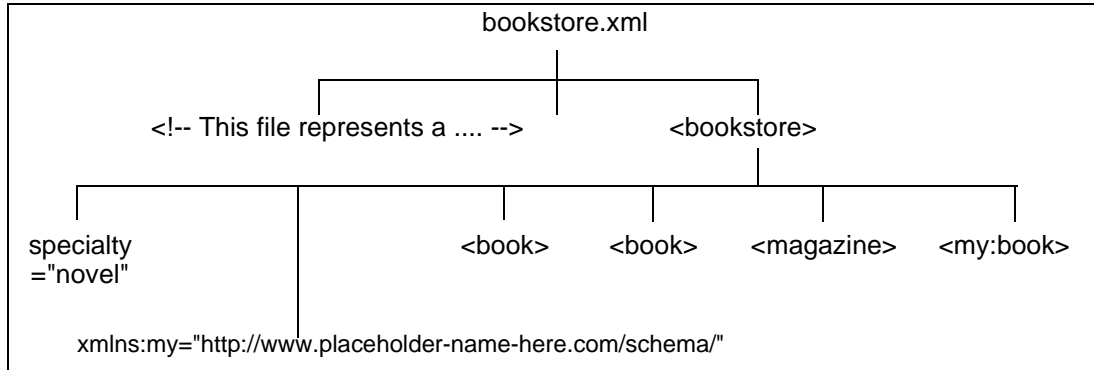 bookstore.xml
<!-- This file represents a .... -->
<bookstore>
specialty
="novel"
<book>
<book>
<magazine>
<my:book>
xmlns:my="http://www.placeholder-name-here.com/schema/"